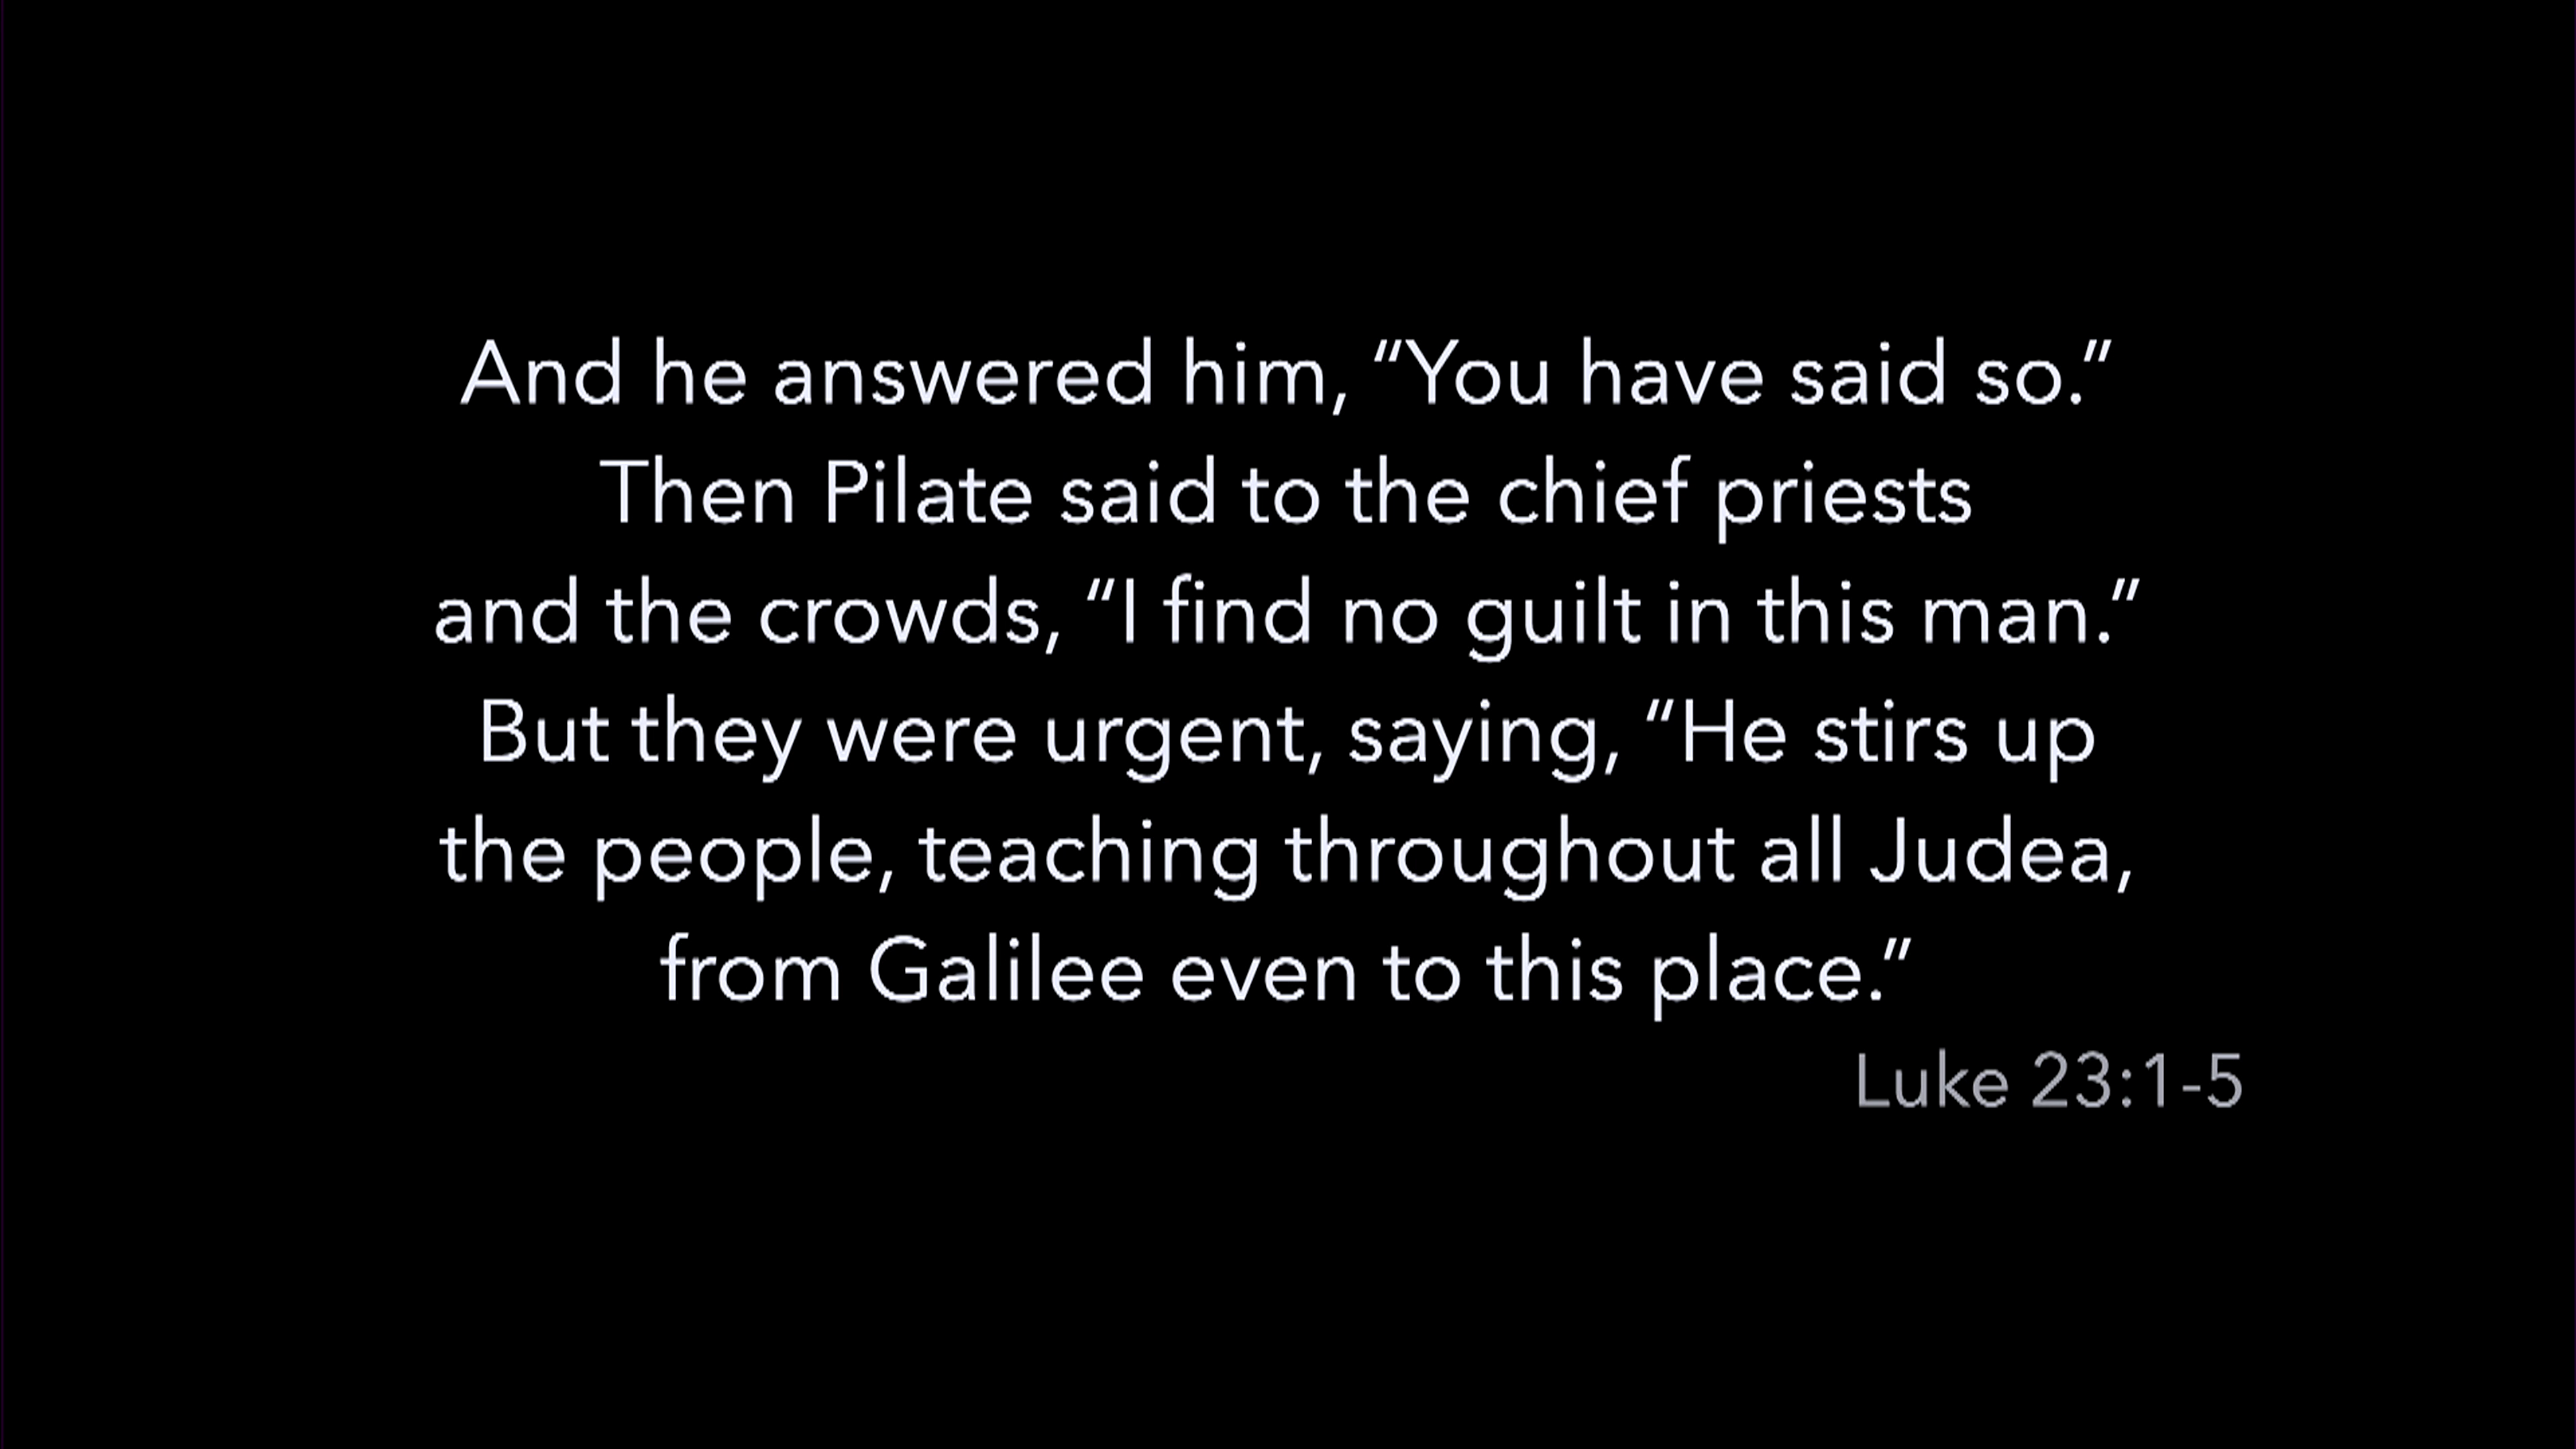 And he answered him, “You have said so.”
Then Pilate said to the chief priests
and the crowds, “I find no guilt in this man.”
But they were urgent, saying, “He stirs up
the people, teaching throughout all Judea,
from Galilee even to this place.”
Luke 23:1-5